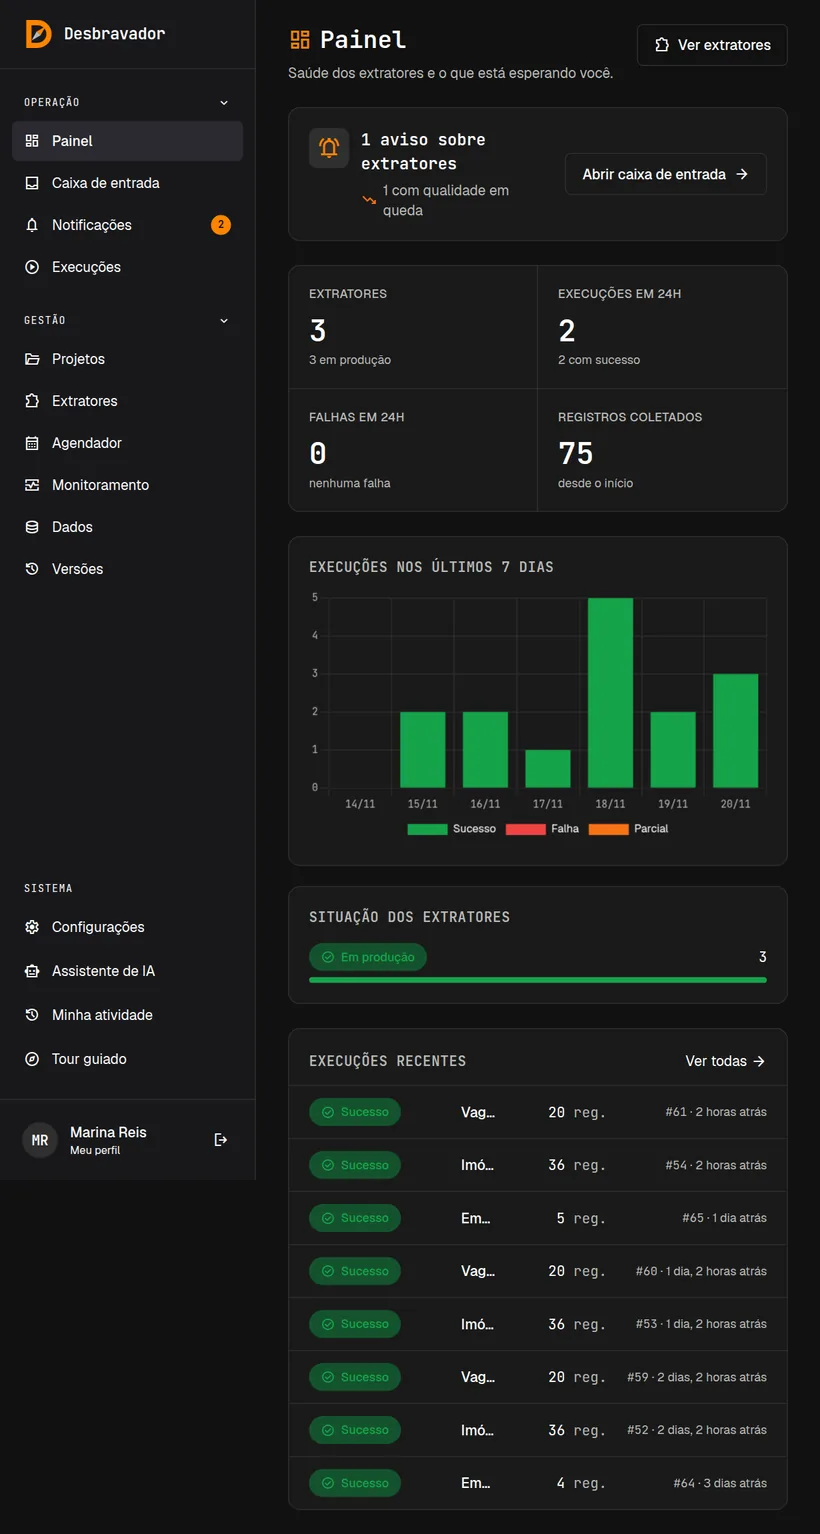 Desbravador
OPERAÇÃO
Painel
Caixa de entrada
Notificações 2
Execuções
GESTÃO
Projetos
Extratores
Agendador
Monitoramento
Dados
Versões
SISTEMA
Configurações
Assistente de IA
Minha atividade
Tour guiado
MR
Marina Reis
Meu perfil
Painel
Ver extratores
Saúde dos extratores e o que está esperando você.
1 aviso sobre
extratores
1 com qualidade em
queda
Abrir caixa de entrada
EXTRATORES
3
3 em produção
EXECUÇÕES EM 24H
2
2 com sucesso
FALHAS EM 24H
0
nenhuma falha
REGISTROS COLETADOS
75
desde o início
EXECUÇÕES NOS ÚLTIMOS 7 DIAS
5
4
3
2
1
0
14/11 15/11 16/11 17/11 18/11 19/11 20/11
Sucesso Falha Parcial
SITUAÇÃO DOS EXTRATORES
Em produção 3
EXECUÇÕES RECENTES Ver todas
Sucesso Vag... 20 reg. #61 · 2 horas atrás
Sucesso Imó... 36 reg. #54 · 2 horas atrás
Sucesso Em... 5 reg. #65 · 1 dia atrás
Sucesso Vag... 20 reg. #60 · 1 dia, 2 horas atrás
Sucesso Imó... 36 reg. #53 · 1 dia, 2 horas atrás
Sucesso Vag... 20 reg. #59 · 2 dias, 2 horas atrás
Sucesso Imó... 36 reg. #52 · 2 dias, 2 horas atrás
Sucesso Em... 4 reg. #64 · 3 dias atrás